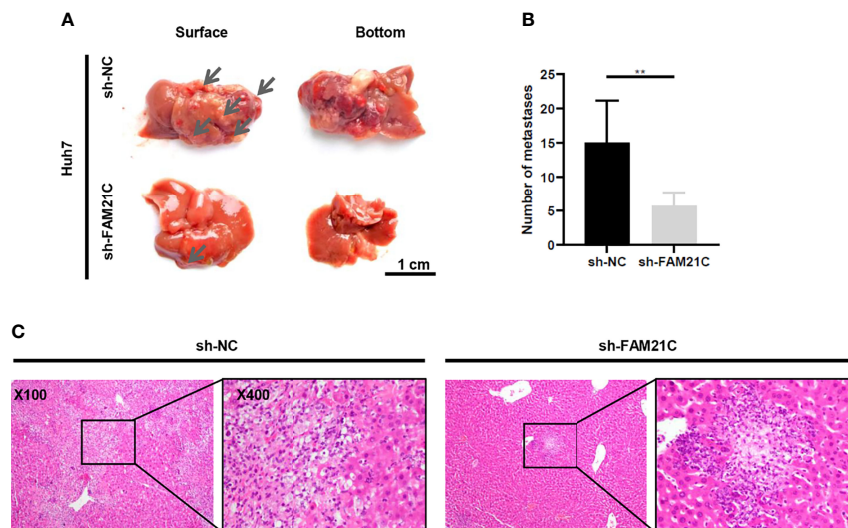 A
Surface Bottom
Huh7
sh-NC
sh-FAM21C
1 cm
B
**
Number of metastases
25
20
15
10
5
0
sh-NC sh-FAM21C
C
sh-NC sh-FAM21C
X100 X400